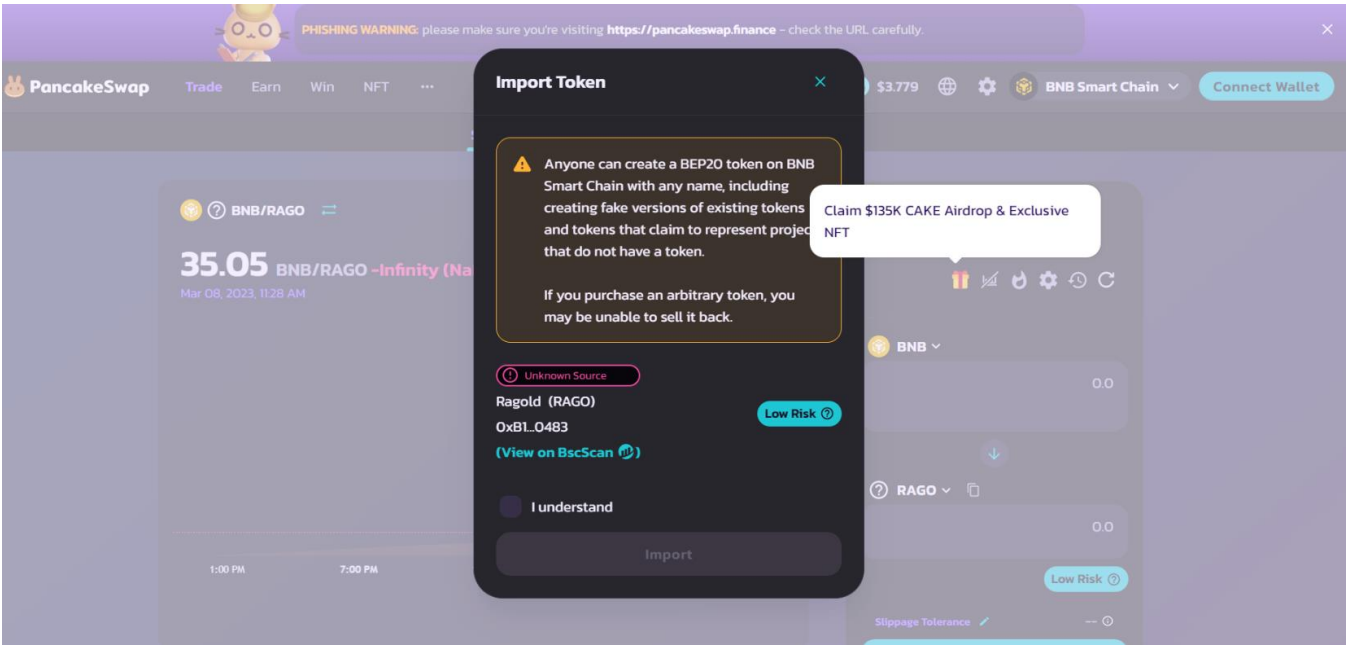 PHISHING WARNING: please make sure you're visiting https://pancakeswap.finance - check the URL carefully.
PancakeSwap
Trade
Earn
Win
NFT
$3.779
BNB Smart Chain
Connect Wallet
BNB/RAGO
35.05 BNB/RAGO -Infinity (Na
Mar 08, 2023, 11:28 AM
1:00 PM
7:00 PM
Import Token
Anyone can create a BEP20 token on BNB
Smart Chain with any name, including
creating fake versions of existing tokens
and tokens that claim to represent projec
that do not have a token.
If you purchase an arbitrary token, you
may be unable to sell it back.
Unknown Source
Ragold (RAGO)
0xB1...0483
Low Risk
(View on BscScan )
I understand
Import
Claim $135K CAKE Airdrop & Exclusive
NFT
BNB
0.0
RAGO
0.0
Low Risk
Slippage Tolerance
--